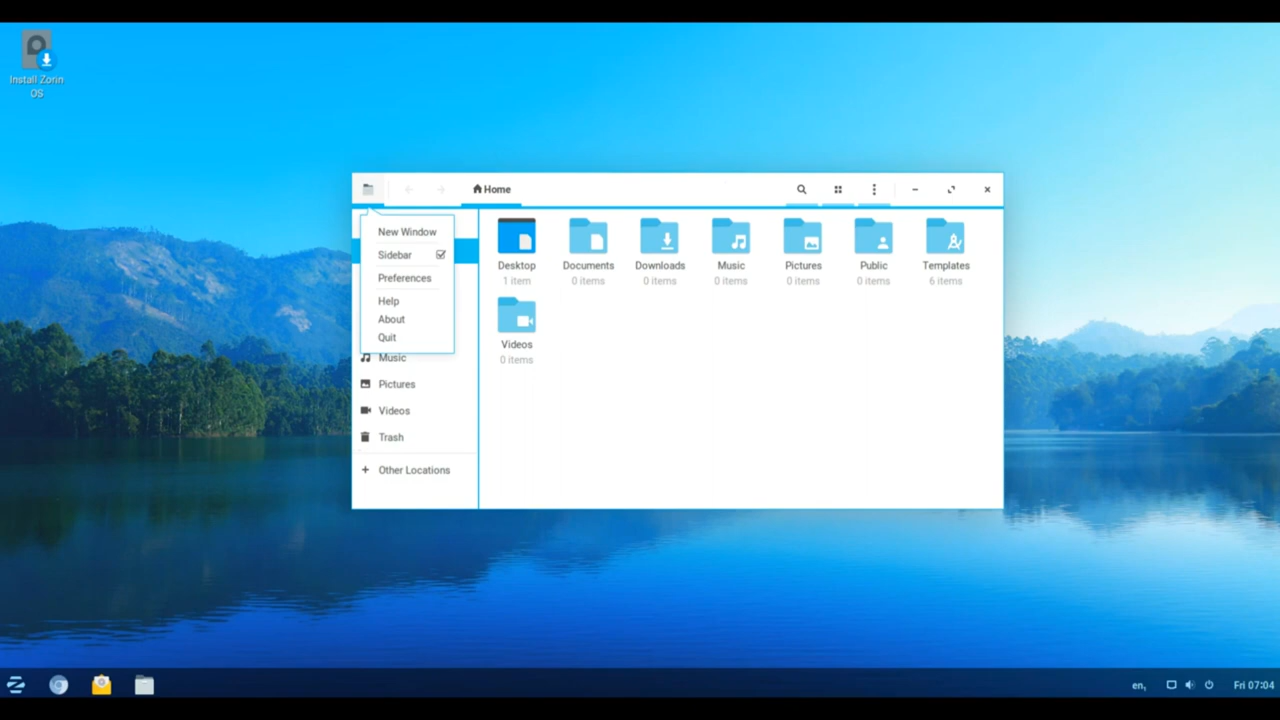 Install Zorin
OS
Home
New Window
Sidebar
Preferences
Help
About
Quit
Music
Pictures
Videos
Trash
Other Locations
Desktop
1 item
Documents
0 items
Downloads
0 items
Music
0 items
Pictures
0 items
Public
0 items
Templates
6 items
Videos
0 items
en,
Fri 07:04